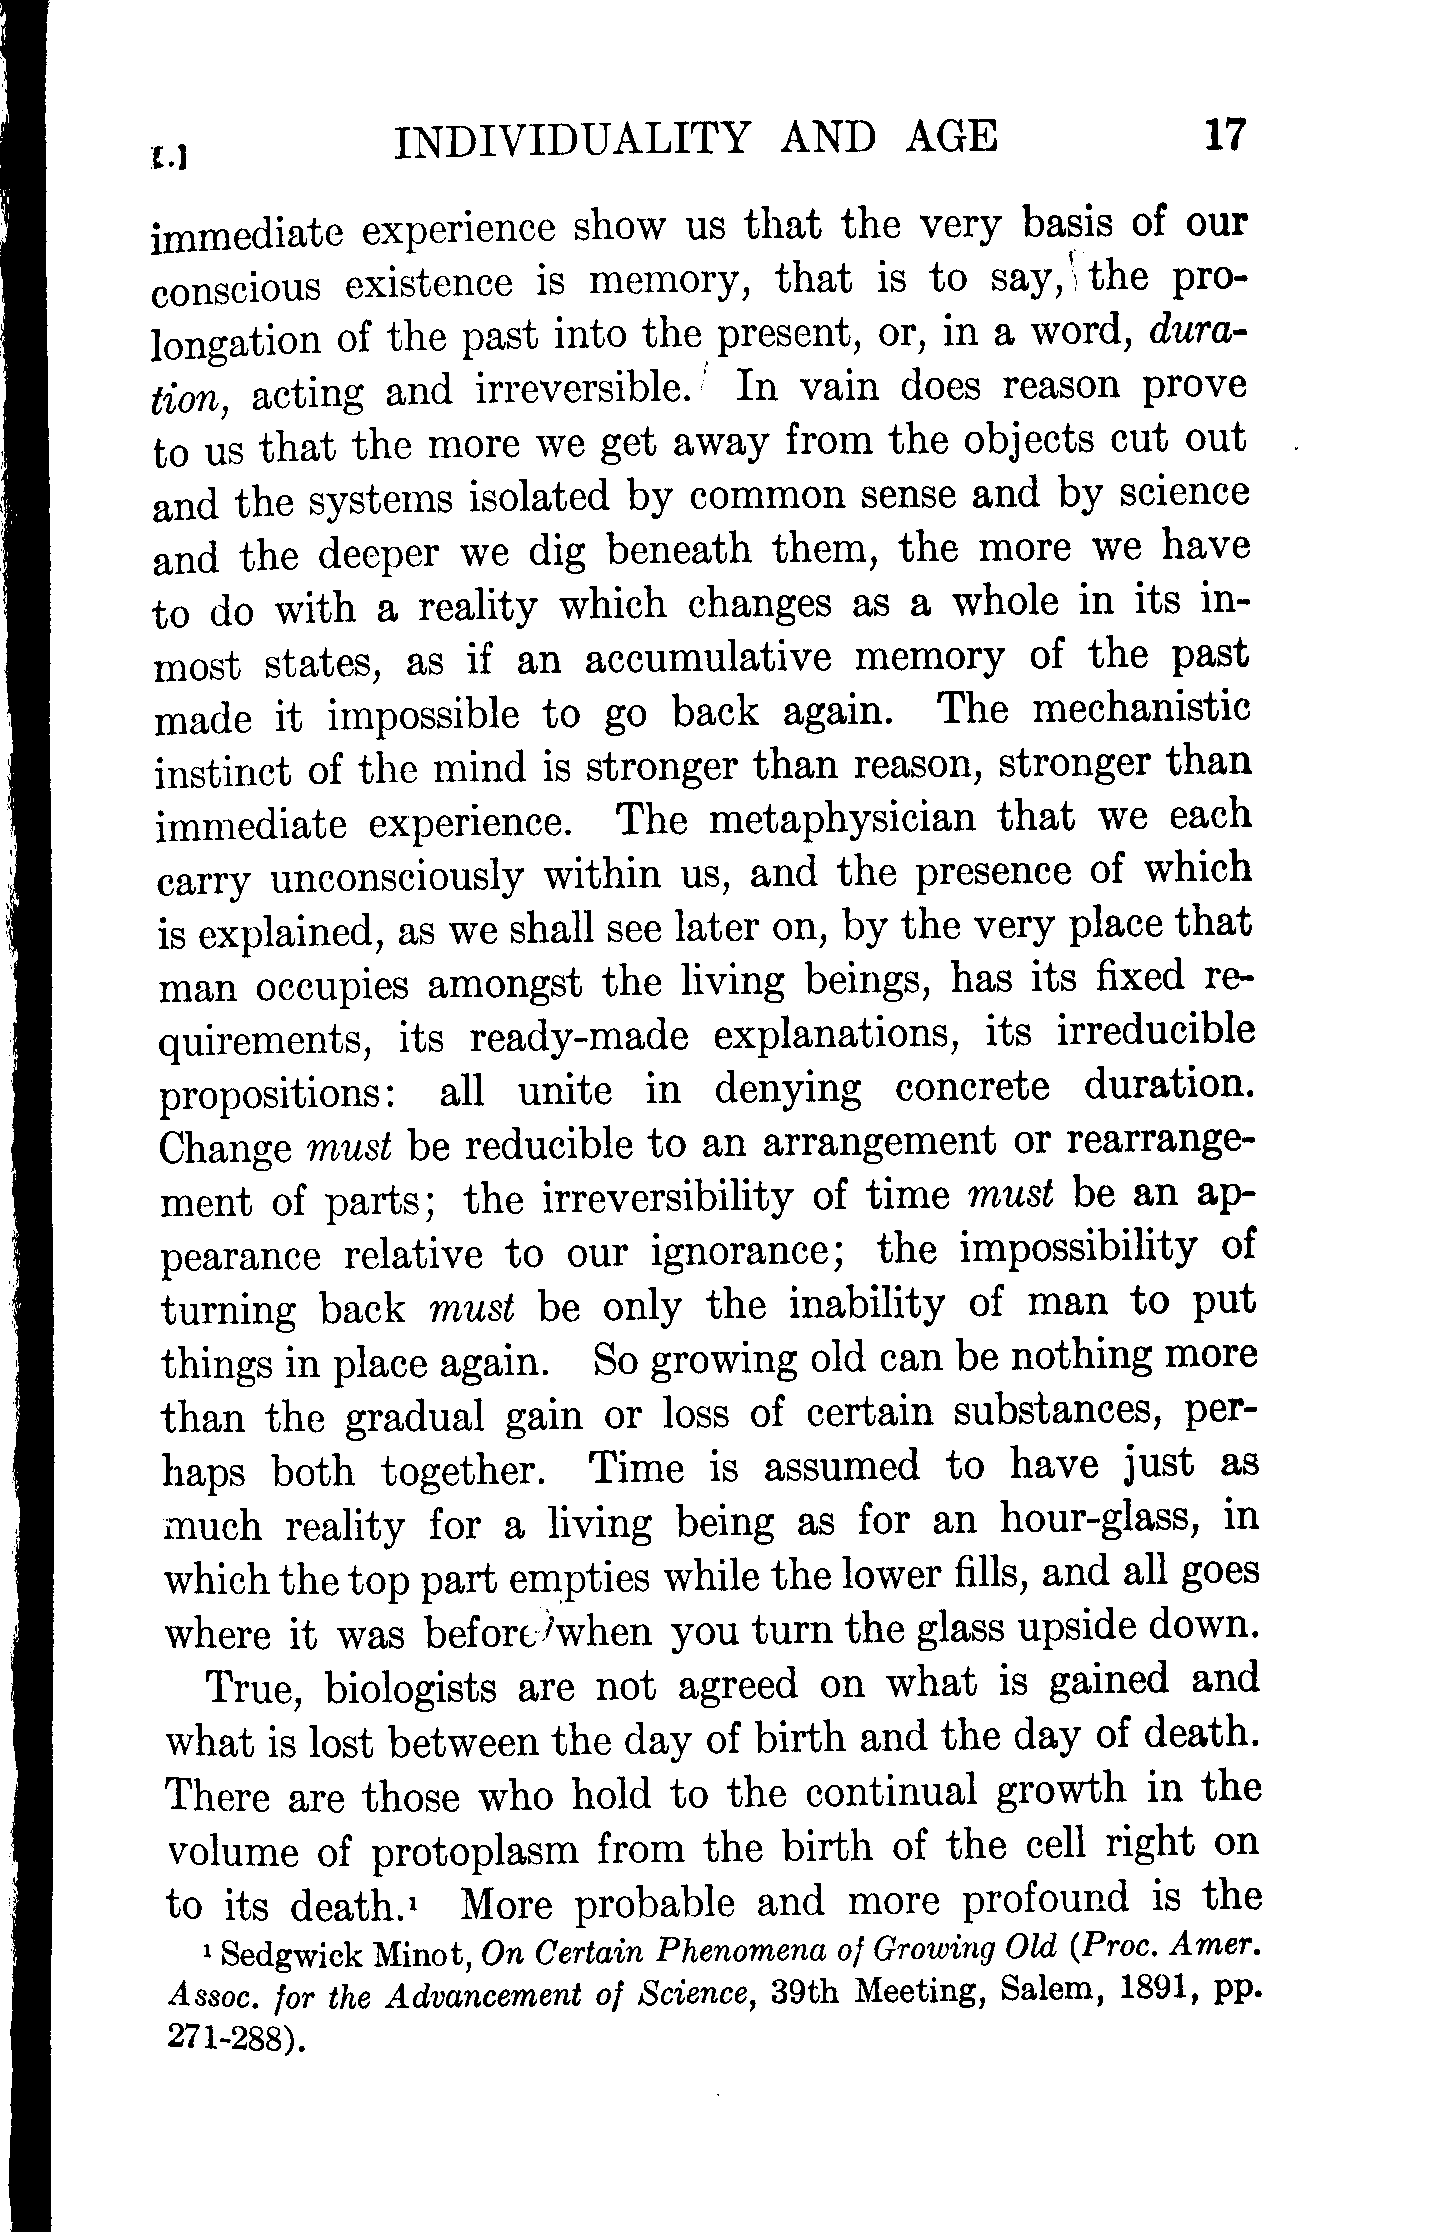 I.] INDIVIDUALITY AND AGE 17
immediate experience show us that the very basis of our
conscious existence is memory, that is to say, the pro-
longation of the past into the present, or, in a word, dura-
tion, acting and irreversible. In vain does reason prove
to us that the more we get away from the objects cut out
and the systems isolated by common sense and by science
and the deeper we dig beneath them, the more we have
to do with a reality which changes as a whole in its in-
most states, as if an accumulative memory of the past
made it impossible to go back again. The mechanistic
instinct of the mind is stronger than reason, stronger than
immediate experience. The metaphysician that we each
carry unconsciously within us, and the presence of which
is explained, as we shall see later on, by the very place that
man occupies amongst the living beings, has its fixed re-
quirements, its ready-made explanations, its irreducible
propositions: all unite in denying concrete duration.
Change must be reducible to an arrangement or rearrange-
ment of parts; the irreversibility of time must be an ap-
pearance relative to our ignorance; the impossibility of
turning back must be only the inability of man to put
things in place again. So growing old can be nothing more
than the gradual gain or loss of certain substances, per-
haps both together. Time is assumed to have just as
much reality for a living being as for an hour-glass, in
which the top part empties while the lower fills, and all goes
where it was before when you turn the glass upside down.
True, biologists are not agreed on what is gained and
what is lost between the day of birth and the day of death.
There are those who hold to the continual growth in the
volume of protoplasm from the birth of the cell right on
to its death.¹ More probable and more profound is the
¹ Sedgwick Minot, On Certain Phenomena of Growing Old (Proc. Amer.
Assoc. for the Advancement of Science, 39th Meeting, Salem, 1891, pp.
271-288).